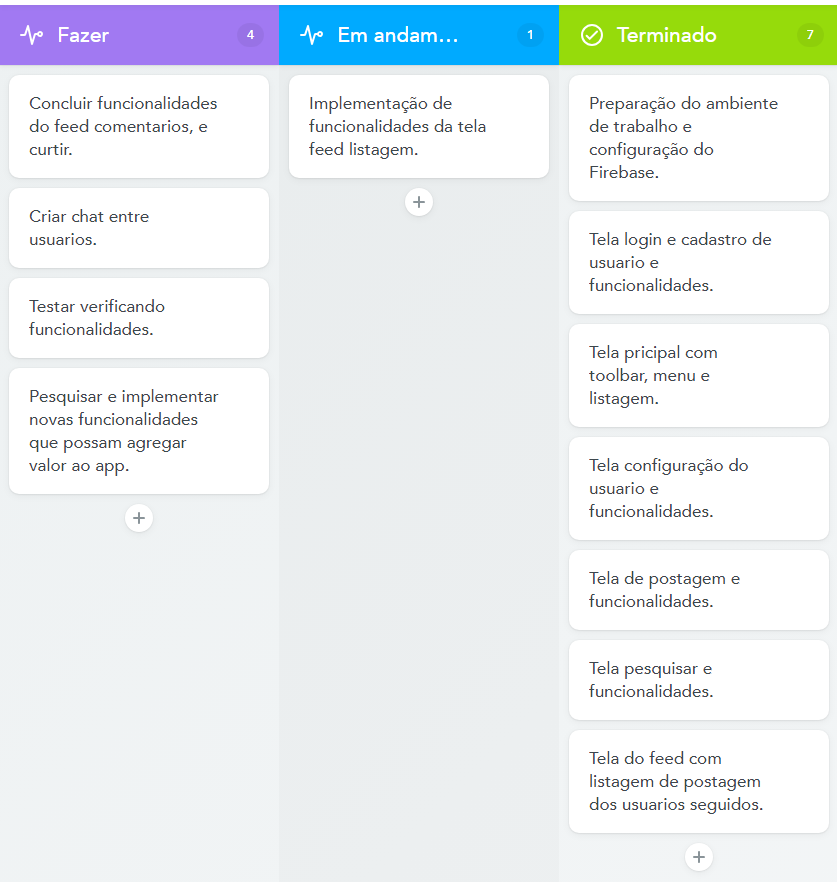 Fazer
4
Concluir funcionalidades
do feed comentarios, e
curtir.
Criar chat entre
usuarios.
Testar verificando
funcionalidades.
Pesquisar e implementar
novas funcionalidades
que possam agregar
valor ao app.
Em andam...
1
Implementação de
funcionalidades da tela
feed listagem.
Terminado
7
Preparação do ambiente
de trabalho e
configuração do
Firebase.
Tela login e cadastro de
usuario e
funcionalidades.
Tela pricipal com
toolbar, menu e
listagem.
Tela configuração do
usuario e
funcionalidades.
Tela de postagem e
funcionalidades.
Tela pesquisar e
funcionalidades.
Tela do feed com
listagem de postagem
dos usuarios seguidos.